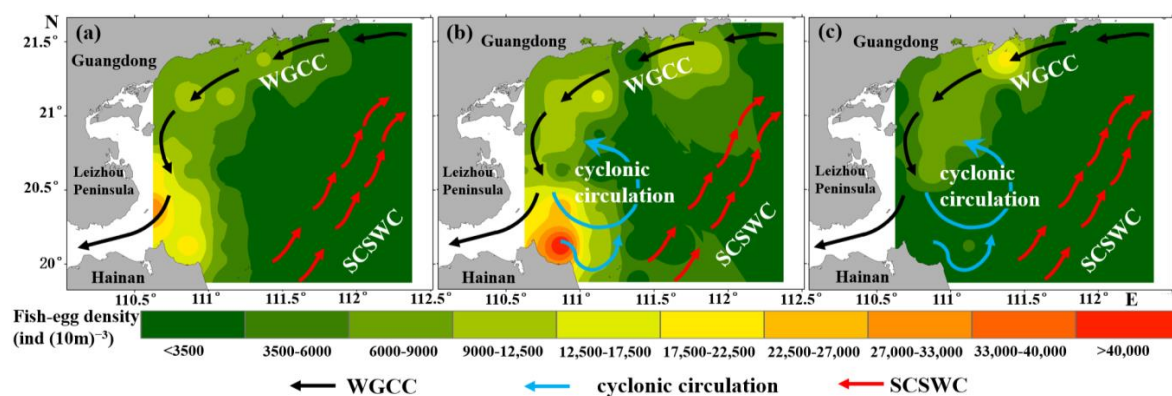 N
(a)
(b)
(c)
21.5°
Guangdong
WGCC
21°
20.5°
Leizhou
Peninsula
20°
Hainan
SCSWC
Guangdong
WGCC
Leizhou
Peninsula
cyclonic
circulation
Hainan
SCSWC
Guangdong
WGCC
Leizhou
Peninsula
cyclonic
circulation
Hainan
SCSWC
110.5° 111° 111.5° 112° 112.5° 110.5° 111° 111.5° 112° 112.5 110.5° 111° 111.5° 112° E
Fish-egg density
(ind (10m)⁻³)
<3500 3500-6000 6000-9000 9000-12,500 12,500-17,500 17,500-22,500 22,500-27,000 27,000-33,000 33,000-40,000 >40,000
WGCC cyclonic circulation SCSWC